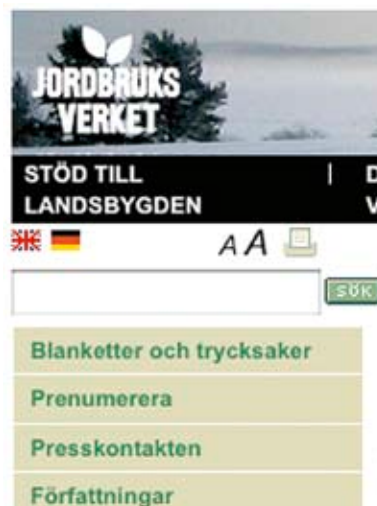 JORDBRUKS
VERKET
STÖD TILL
LANDSBYGDEN
|
D
V
A A
SÖK
Blanketter och trycksaker
Prenumerera
Presskontakten
Författningar